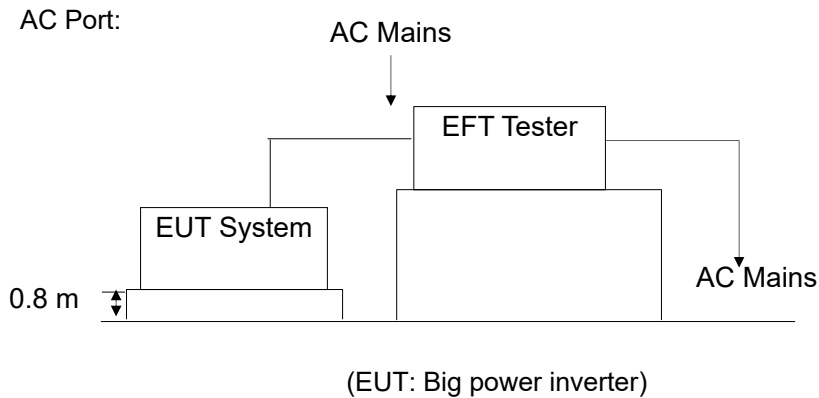 AC Port:
AC Mains
EFT Tester
EUT System
AC Mains
0.8 m
(EUT: Big power inverter)